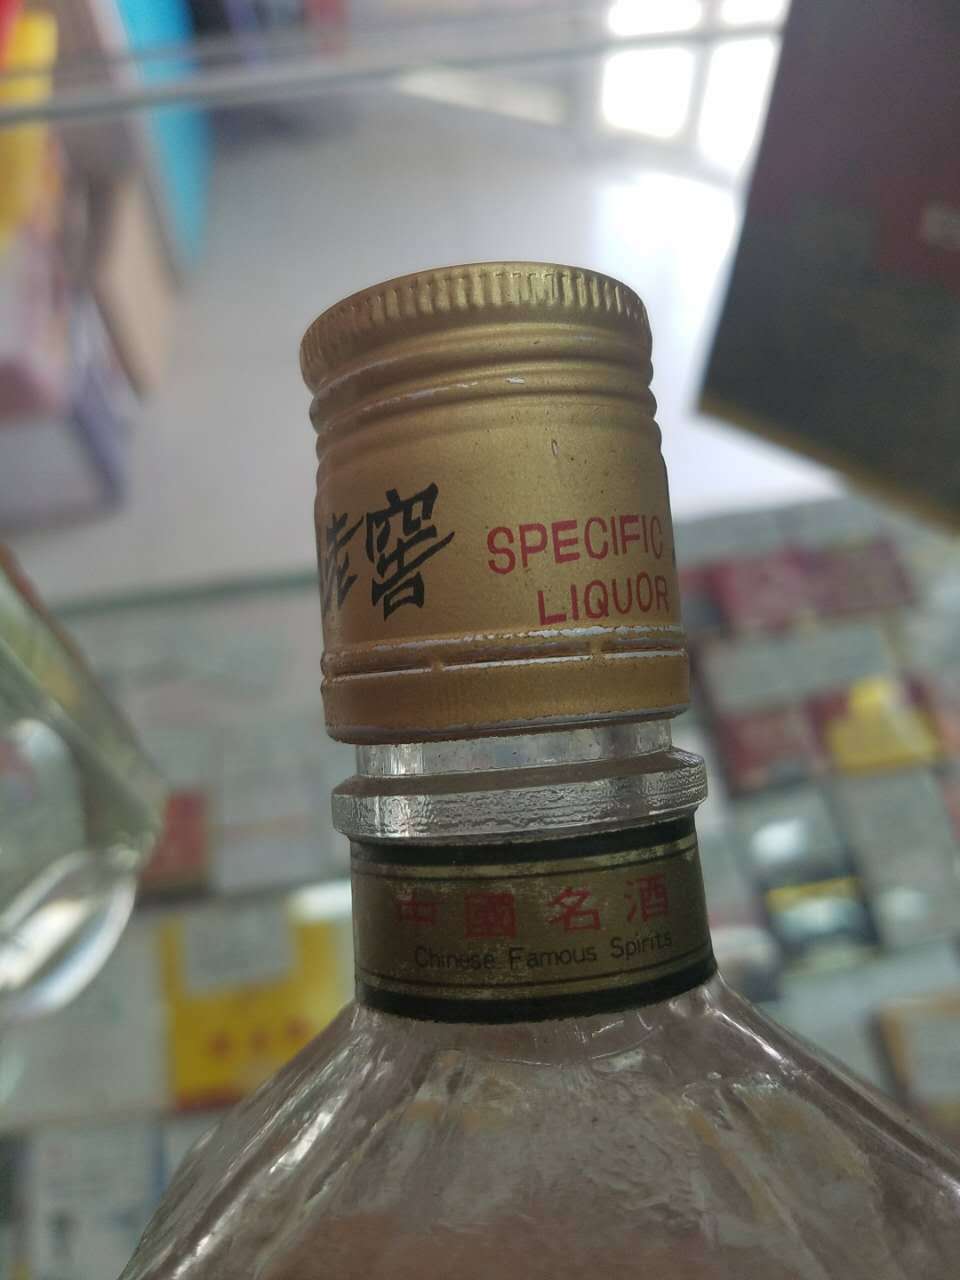 老窖
SPECIFIC
LIQUOR
中國名酒
Chinese Famous Spirits